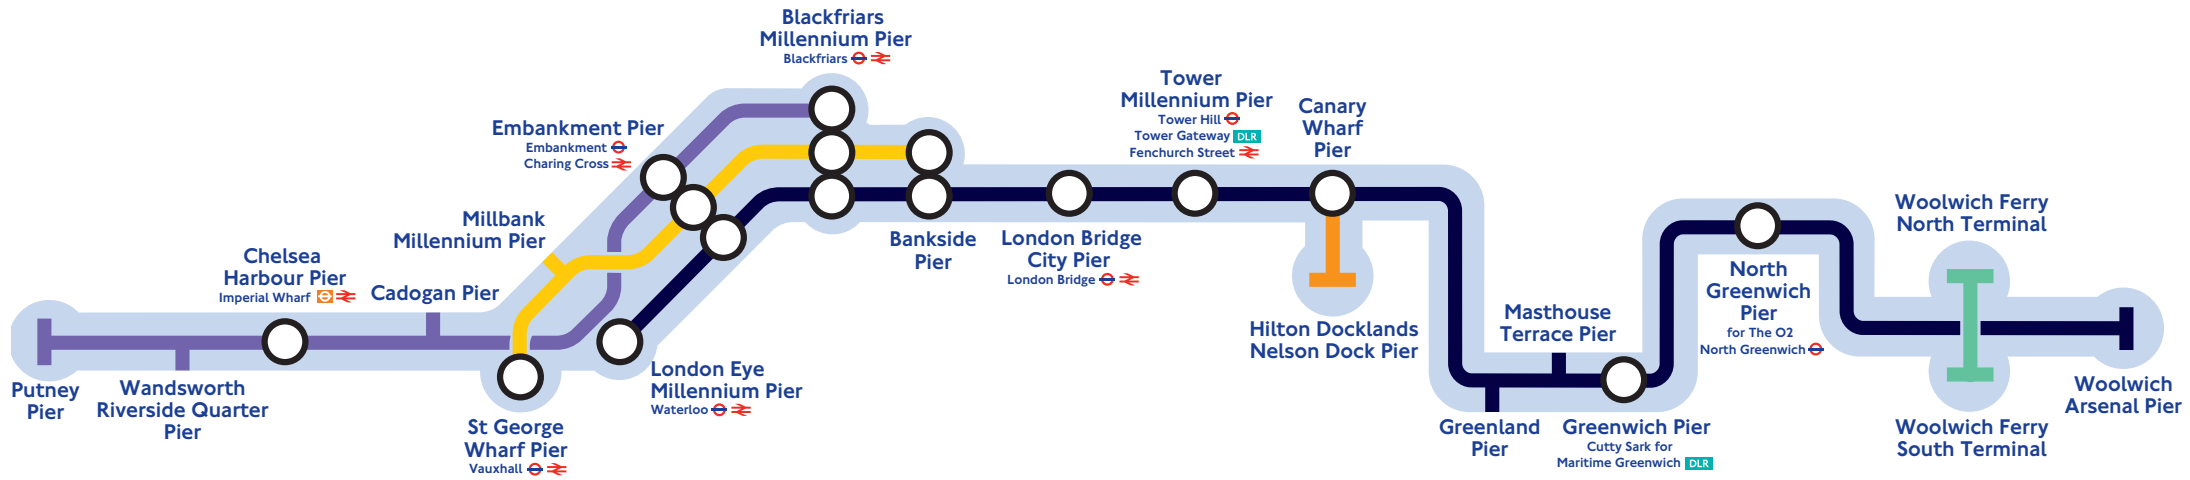 Blackfriars
Millennium Pier
Blackfriars
Embankment Pier
Embankment
Charing Cross
Tower
Millennium Pier
Tower Hill
Tower Gateway DLR
Fenchurch Street
Canary
Wharf
Pier
Millbank
Millennium Pier
Chelsea
Harbour Pier
Imperial Wharf
Cadogan Pier
Bankside
Pier
London Bridge
City Pier
London Bridge
Woolwich Ferry
North Terminal
North
Greenwich
Pier
for The O2
North Greenwich
Masthouse
Terrace Pier
Hilton Docklands
Nelson Dock Pier
Putney
Pier
Wandsworth
Riverside Quarter
Pier
London Eye
Millennium Pier
Waterloo
St George
Wharf Pier
Vauxhall
Greenland
Pier
Greenwich Pier
Cutty Sark for
Maritime Greenwich DLR
Woolwich Ferry
South Terminal
Woolwich
Arsenal Pier